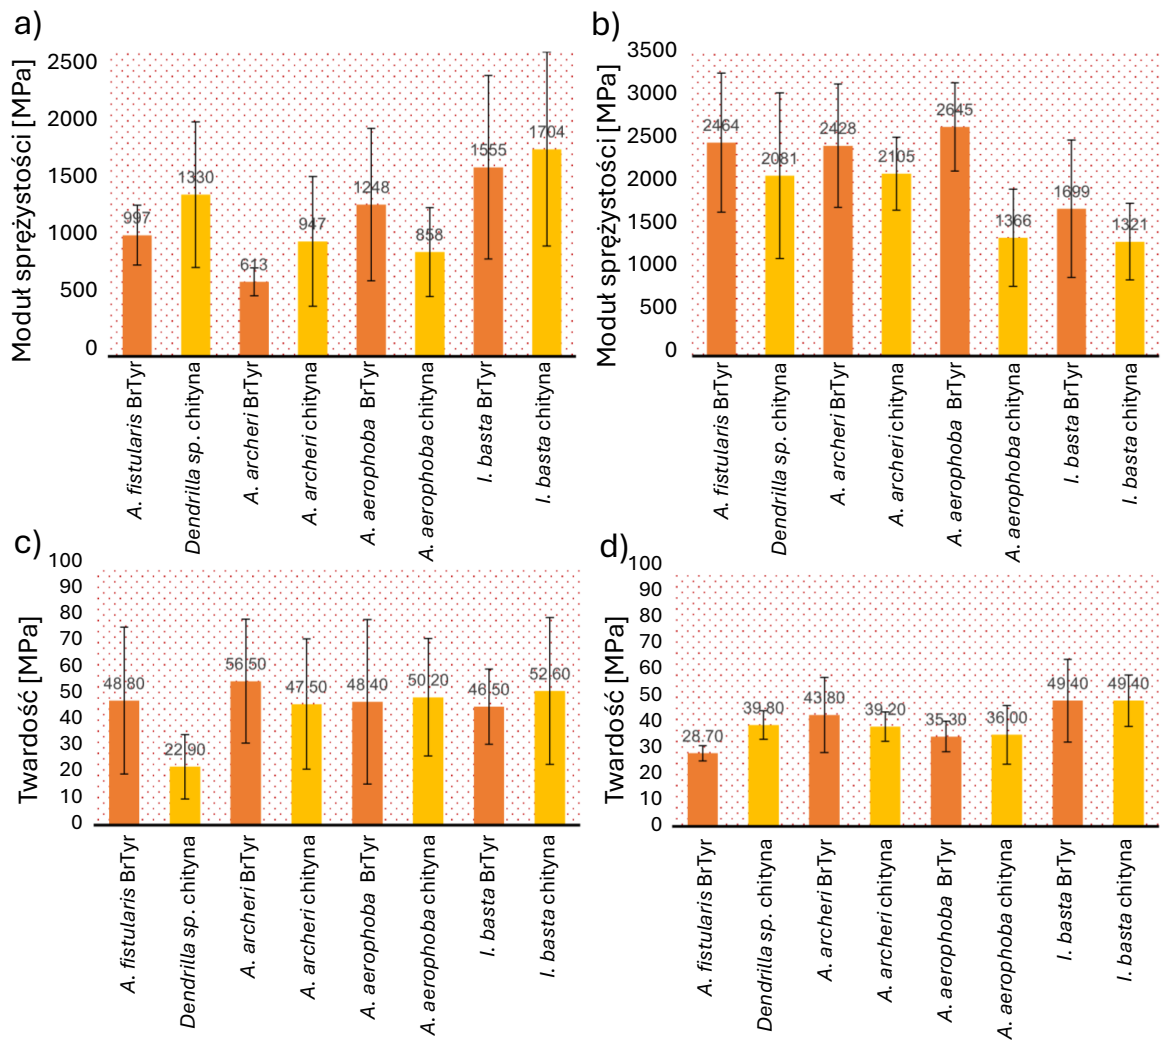 a)
Moduł sprężystości [MPa]
2500
2000
1500
1000
500
0
997
1330
613
947
1248
858
1555
1704
A. fistularis BrTyr
Dendrilla sp. chityna
A. archeri BrTyr
A. archeri chityna
A. aerophoba BrTyr
A. aerophoba chityna
I. basta BrTyr
I. basta chityna
b)
Moduł sprężystości [MPa]
3500
3000
2500
2000
1500
1000
500
0
2464
2081
2428
2105
2645
1366
1699
1321
A. fistularis BrTyr
Dendrilla sp. chityna
A. archeri BrTyr
A. archeri chityna
A. aerophoba BrTyr
A. aerophoba chityna
I. basta BrTyr
I. basta chityna
c)
Twardość [MPa]
100
90
80
70
60
50
40
30
20
10
0
48.80
22.90
56.50
47.50
48.40
50.20
46.50
52.60
A. fistularis BrTyr
Dendrilla sp. chityna
A. archeri BrTyr
A. archeri chityna
A. aerophoba BrTyr
A. aerophoba chityna
I. basta BrTyr
I. basta chityna
d)
Twardość [MPa]
100
90
80
70
60
50
40
30
20
10
0
28.70
39.80
43.80
39.20
35.30
36.00
49.40
49.40
A. fistularis BrTyr
Dendrilla sp. chityna
A. archeri BrTyr
A. archeri chityna
A. aerophoba BrTyr
A. aerophoba chityna
I. basta BrTyr
I. basta chityna